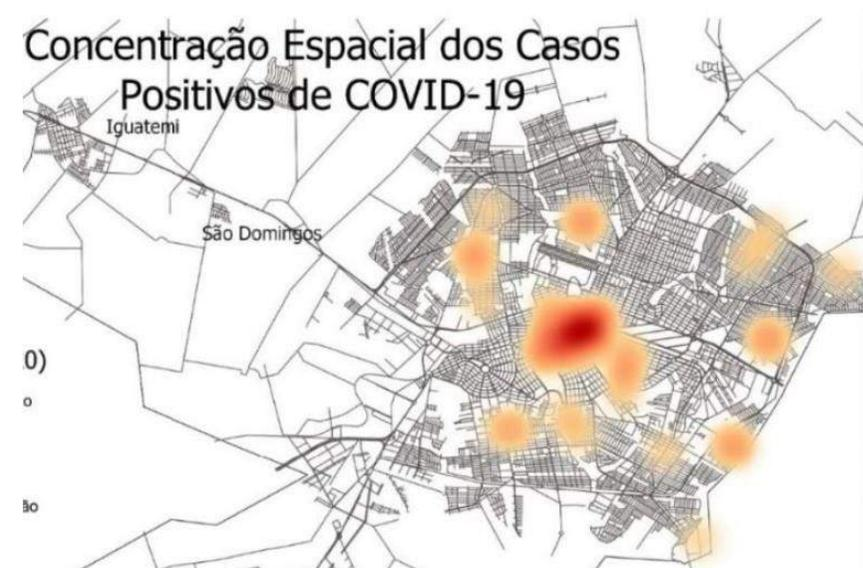 Concentração Espacial dos Casos
Positivos de COVID-19
Iguatemi
São Domingos
0)
o
ão